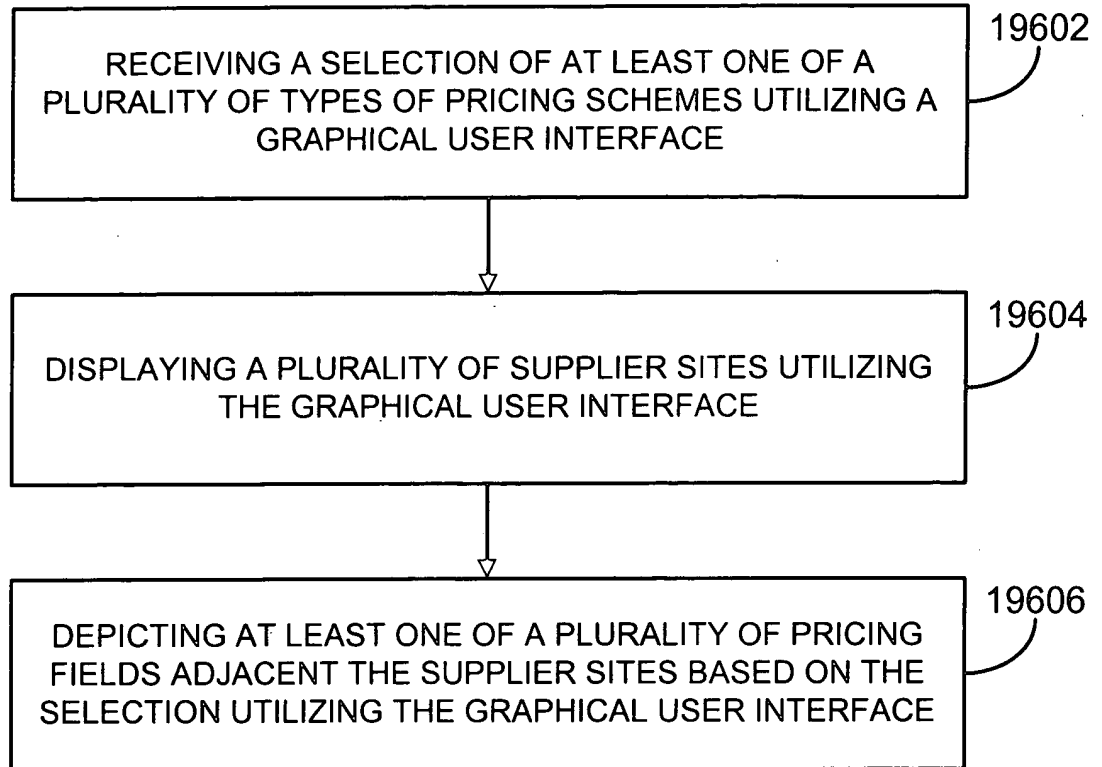 RECEIVING A SELECTION OF AT LEAST ONE OF A
PLURALITY OF TYPES OF PRICING SCHEMES UTILIZING A
GRAPHICAL USER INTERFACE
19602
DISPLAYING A PLURALITY OF SUPPLIER SITES UTILIZING
THE GRAPHICAL USER INTERFACE
19604
DEPICTING AT LEAST ONE OF A PLURALITY OF PRICING
FIELDS ADJACENT THE SUPPLIER SITES BASED ON THE
SELECTION UTILIZING THE GRAPHICAL USER INTERFACE
19606